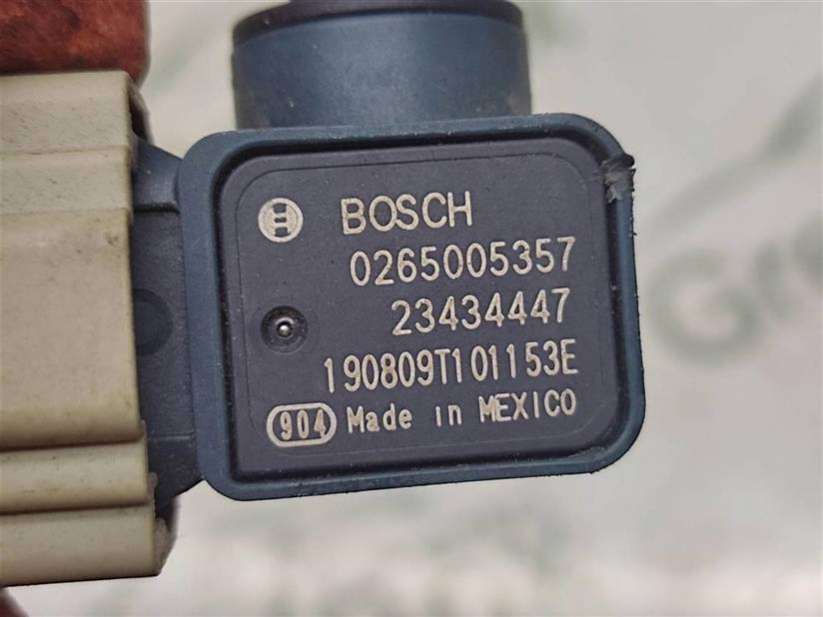 BOSCH
0265005357
23434447
190809T101153E
904 Made in MEXICO